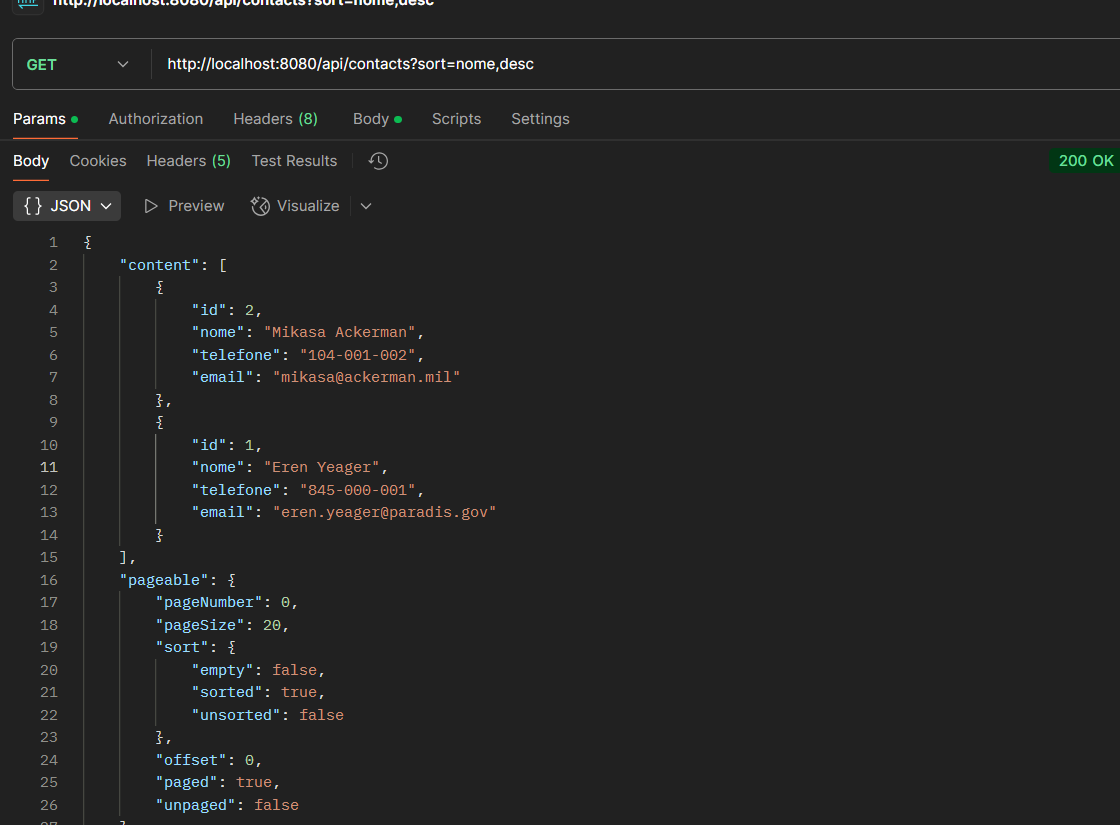 http://localhost:8080/api/contacts?sort=nome,desc
GET http://localhost:8080/api/contacts?sort=nome,desc
Params Authorization Headers (8) Body Scripts Settings
Body Cookies Headers (5) Test Results 200 OK
{} JSON Preview Visualize
1 {
2 "content": [
3 {
4 "id": 2,
5 "nome": "Mikasa Ackerman",
6 "telefone": "104-001-002",
7 "email": "mikasa@ackerman.mil"
8 },
9 {
10 "id": 1,
11 "nome": "Eren Yeager",
12 "telefone": "845-000-001",
13 "email": "eren.yeager@paradis.gov"
14 }
15 ],
16 "pageable": {
17 "pageNumber": 0,
18 "pageSize": 20,
19 "sort": {
20 "empty": false,
21 "sorted": true,
22 "unsorted": false
23 },
24 "offset": 0,
25 "paged": true,
26 "unpaged": false